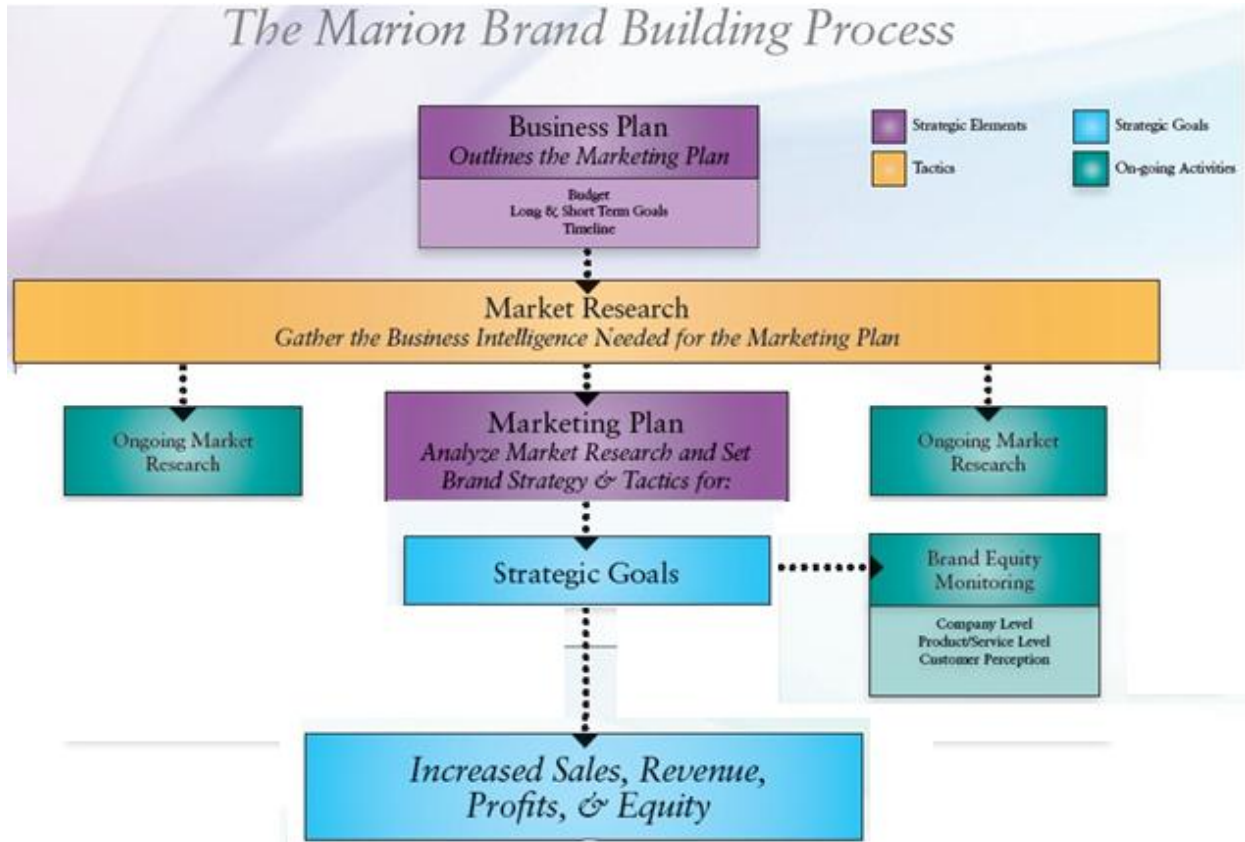 The Marion Brand Building Process
Business Plan
Outlines the Marketing Plan
Budget
Long & Short Term Goals
Timeline
Strategic Elements
Strategic Goals
Tactics
On-going Activities
Market Research
Gather the Business Intelligence Needed for the Marketing Plan
Ongoing Market
Research
Marketing Plan
Analyze Market Research and Set
Brand Strategy & Tactics for:
Ongoing Market
Research
Strategic Goals
Brand Equity
Monitoring
Company Level
Product/Service Level
Customer Perception
Increased Sales, Revenue,
Profits, & Equity